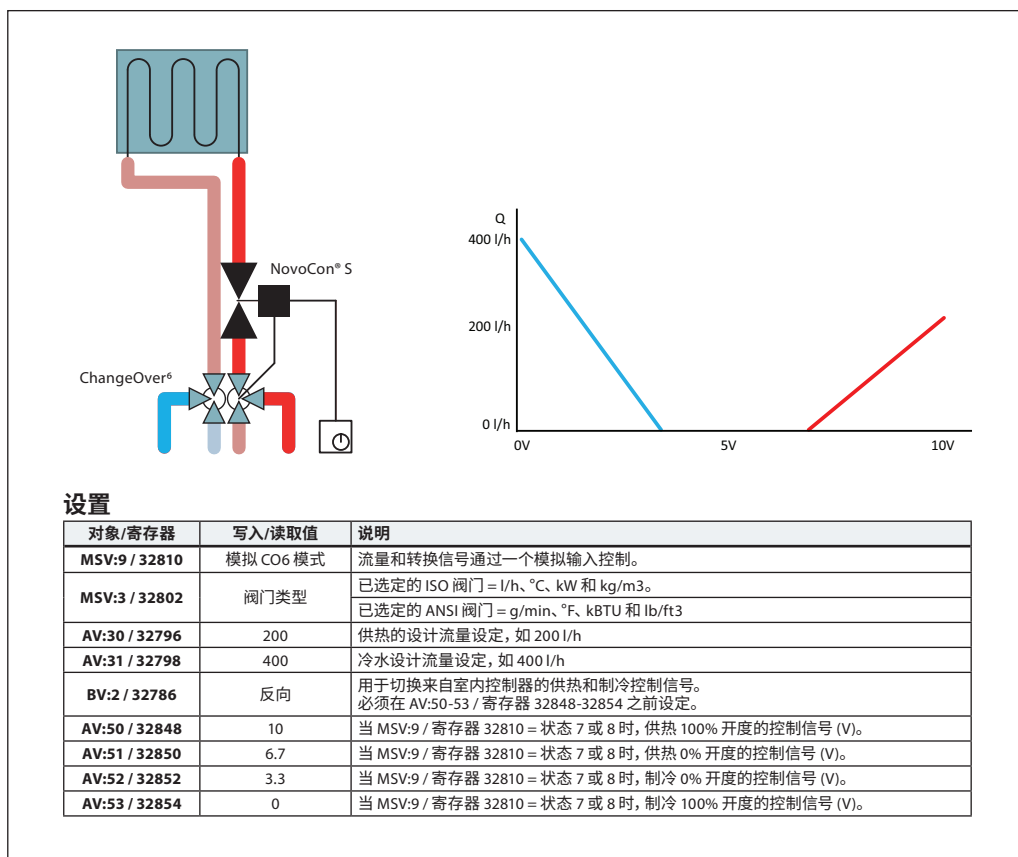 NovoCon® S
ChangeOver⁶
Q
400 l/h
200 l/h
0 l/h
0V 5V 10V
设置
对象/寄存器 写入/读取值 说明
MSV:9 / 32810 模拟 CO6 模式 流量和转换信号通过一个模拟输入控制。
MSV:3 / 32802 阀门类型 已选定的 ISO 阀门 = l/h、°C、kW 和 kg/m3。
已选定的 ANSI 阀门 = g/min、°F、kBTU 和 lb/ft3
AV:30 / 32796 200 供热的设计流量设定，如 200 l/h
AV:31 / 32798 400 冷水设计流量设定，如 400 l/h
BV:2 / 32786 反向 用于切换来自室内控制器的供热和制冷控制信号。
必须在 AV:50-53 / 寄存器 32848-32854 之前设定。
AV:50 / 32848 10 当 MSV:9 / 寄存器 32810 = 状态 7 或 8 时，供热 100% 开度的控制信号 (V)。
AV:51 / 32850 6.7 当 MSV:9 / 寄存器 32810 = 状态 7 或 8 时，供热 0% 开度的控制信号 (V)。
AV:52 / 32852 3.3 当 MSV:9 / 寄存器 32810 = 状态 7 或 8 时，制冷 0% 开度的控制信号 (V)。
AV:53 / 32854 0 当 MSV:9 / 寄存器 32810 = 状态 7 或 8 时，制冷 100% 开度的控制信号 (V)。